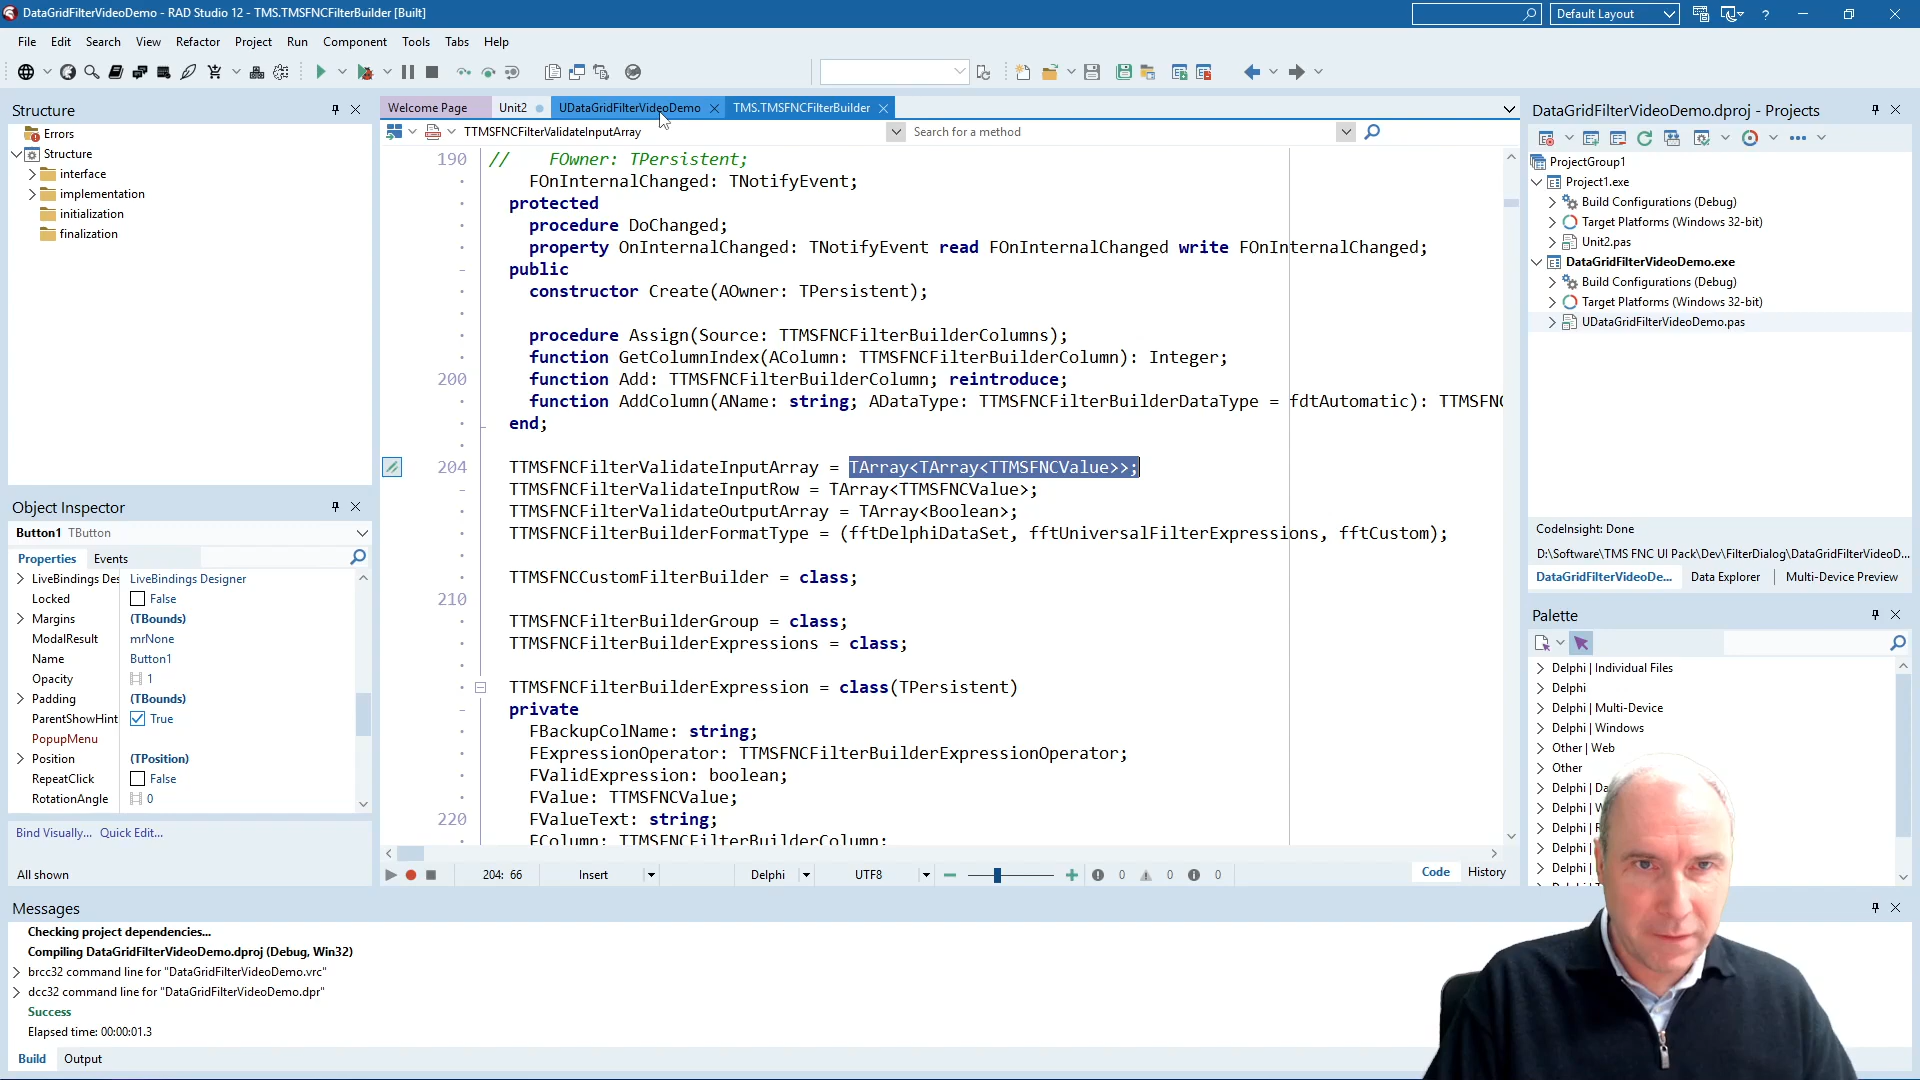 DataGridFilterVideoDemo - RAD Studio 12 - TMS.TMSFNCFilterBuilder [Built]
Default Layout
?
File Edit Search View Refactor Project Run Component Tools Tabs Help
Structure
Errors
Structure
interface
implementation
initialization
finalization
Object Inspector
Button1 TButton
Properties Events
LiveBindings Des LiveBindings Designer
Locked False
Margins (TBounds)
ModalResult mrNone
Name Button1
Opacity 1
Padding (TBounds)
ParentShowHint True
PopupMenu
Position (TPosition)
RepeatClick False
RotationAngle 0
Bind Visually... Quick Edit...
All shown
Welcome Page Unit2 UDataGridFilterVideoDemo TMS.TMSFNCFilterBuilder
TTMSFNCFilterValidateInputArray Search for a method
190 // FOwner: TPersistent;
FOnInternalChanged: TNotifyEvent;
protected
procedure DoChanged;
property OnInternalChanged: TNotifyEvent read FOnInternalChanged write FOnInternalChanged;
public
constructor Create(AOwner: TPersistent);
procedure Assign(Source: TTMSFNCFilterBuilderColumns);
function GetColumnIndex(AColumn: TTMSFNCFilterBuilderColumn): Integer;
200 function Add: TTMSFNCFilterBuilderColumn; reintroduce;
function AddColumn(AName: string; ADataType: TTMSFNCFilterBuilderDataType = fdtAutomatic): TTMSFNC
end;
204 TTMSFNCFilterValidateInputArray = TArray<TArray<TTMSFNCValue>>;
TTMSFNCFilterValidateInputRow = TArray<TTMSFNCValue>;
TTMSFNCFilterValidateOutputArray = TArray<Boolean>;
TTMSFNCFilterBuilderFormatType = (fftDelphiDataSet, fftUniversalFilterExpressions, fftCustom);
TTMSFNCCustomFilterBuilder = class;
210
TTMSFNCFilterBuilderGroup = class;
TTMSFNCFilterBuilderExpressions = class;
TTMSFNCFilterBuilderExpression = class(TPersistent)
private
FBackupColName: string;
FExpressionOperator: TTMSFNCFilterBuilderExpressionOperator;
FValidExpression: boolean;
FValue: TTMSFNCValue;
220 FValueText: string;
FColumn: TTMSFNCFilterBuilderColumn;
204: 66 Insert Delphi UTF8 0 0 0 Code History
DataGridFilterVideoDemo.dproj - Projects
ProjectGroup1
Project1.exe
Build Configurations (Debug)
Target Platforms (Windows 32-bit)
Unit2.pas
DataGridFilterVideoDemo.exe
Build Configurations (Debug)
Target Platforms (Windows 32-bit)
UDataGridFilterVideoDemo.pas
CodeInsight: Done
D:\Software\TMS FNC UI Pack\Dev\FilterDialog\DataGridFilterVideoD...
DataGridFilterVideoDe... Data Explorer Multi-Device Preview
Palette
Delphi | Individual Files
Delphi
Delphi | Multi-Device
Delphi | Windows
Other | Web
Other
Delphi | Da
Delphi |
Delphi |
Delphi |
Delphi |
Messages
Checking project dependencies...
Compiling DataGridFilterVideoDemo.dproj (Debug, Win32)
brcc32 command line for "DataGridFilterVideoDemo.vrc"
dcc32 command line for "DataGridFilterVideoDemo.dpr"
Success
Elapsed time: 00:00:01.3
Build Output